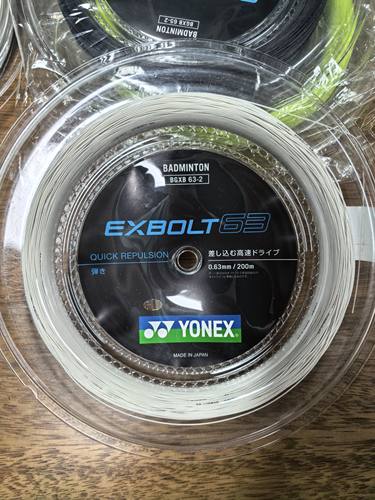 BADMINTON
BGXB 65-2
BADMINTON
BGXB 63-2
EXBOLT63
QUICK REPULSION
弾き
差し込む高速ドライブ
0.63mm / 200m
YONEX
MADE IN JAPAN